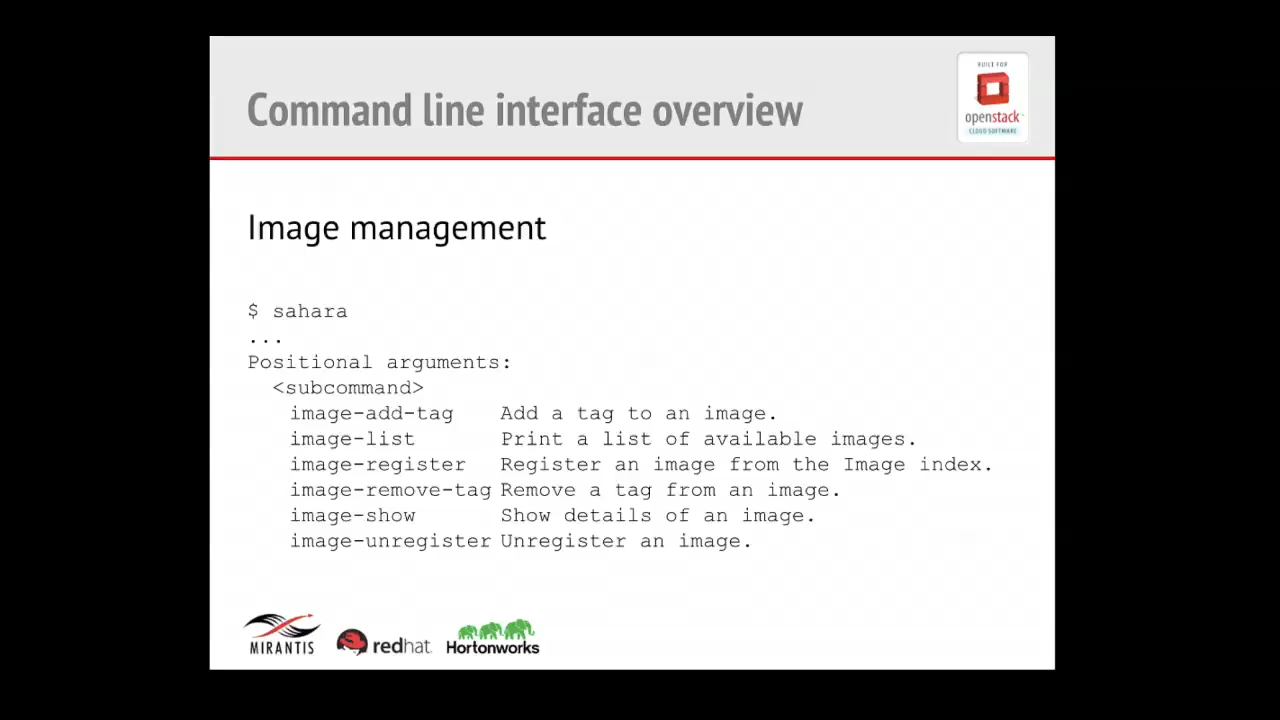 Command line interface overview
BUILT FOR
openstack
CLOUD SOFTWARE
Image management
$ sahara
...
Positional arguments:
<subcommand>
image-add-tag Add a tag to an image.
image-list Print a list of available images.
image-register Register an image from the Image index.
image-remove-tag Remove a tag from an image.
image-show Show details of an image.
image-unregister Unregister an image.
MIRANTIS
redhat.
Hortonworks